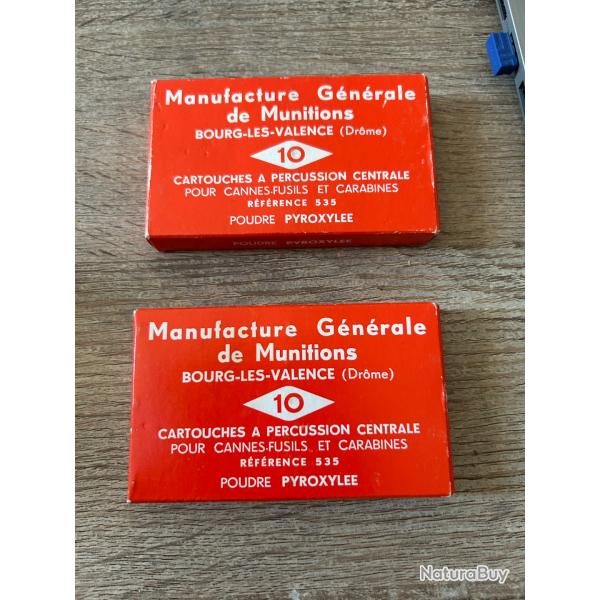 Manufacture Générale
de Munitions
BOURG-LES-VALENCE (Drôme)
10
CARTOUCHES A PERCUSSION CENTRALE
POUR CANNES-FUSILS ET CARABINES
RÉFÉRENCE 535
POUDRE PYROXYLEE
POUDRE PYROXYLEE
Manufacture Générale
de Munitions
BOURG-LES-VALENCE (Drôme)
10
CARTOUCHES A PERCUSSION CENTRALE
POUR CANNES-FUSILS ET CARABINES
RÉFÉRENCE 535
POUDRE PYROXYLEE
NaturaBuy